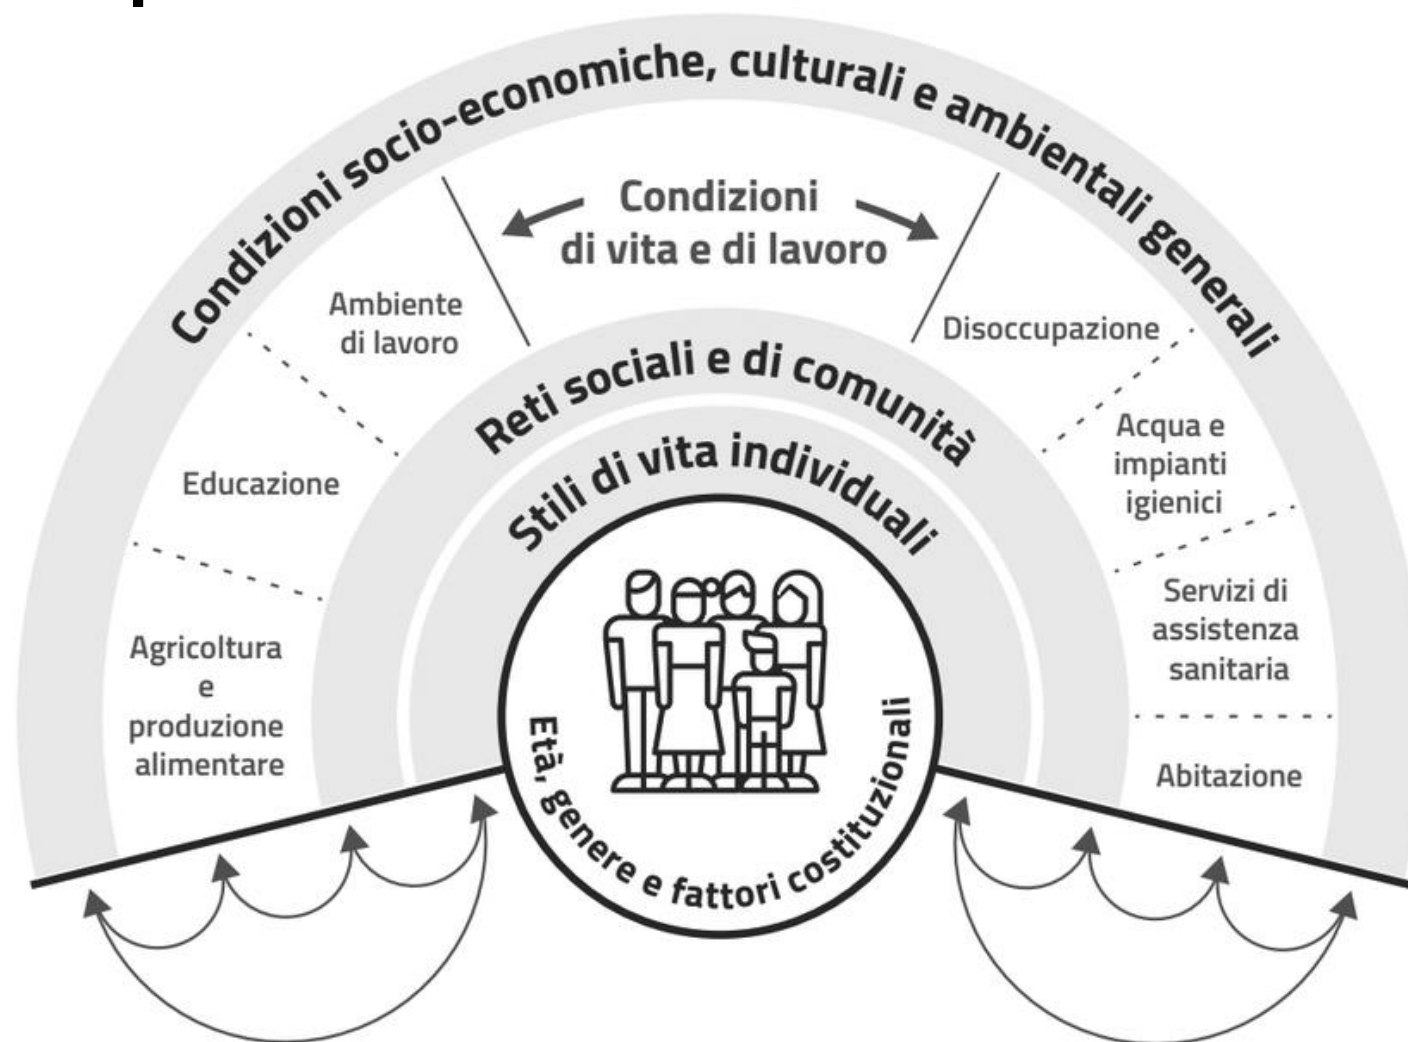 Condizioni socio-economiche, culturali e ambientali generali
Condizioni
di vita e di lavoro
Ambiente
di lavoro
Disoccupazione
Reti sociali e di comunità
Acqua e
impianti
igienici
Stili di vita individuali
Educazione
Servizi di
assistenza
sanitaria
Agricoltura
e
produzione
alimentare
Abitazione
Età, genere e fattori costituzionali